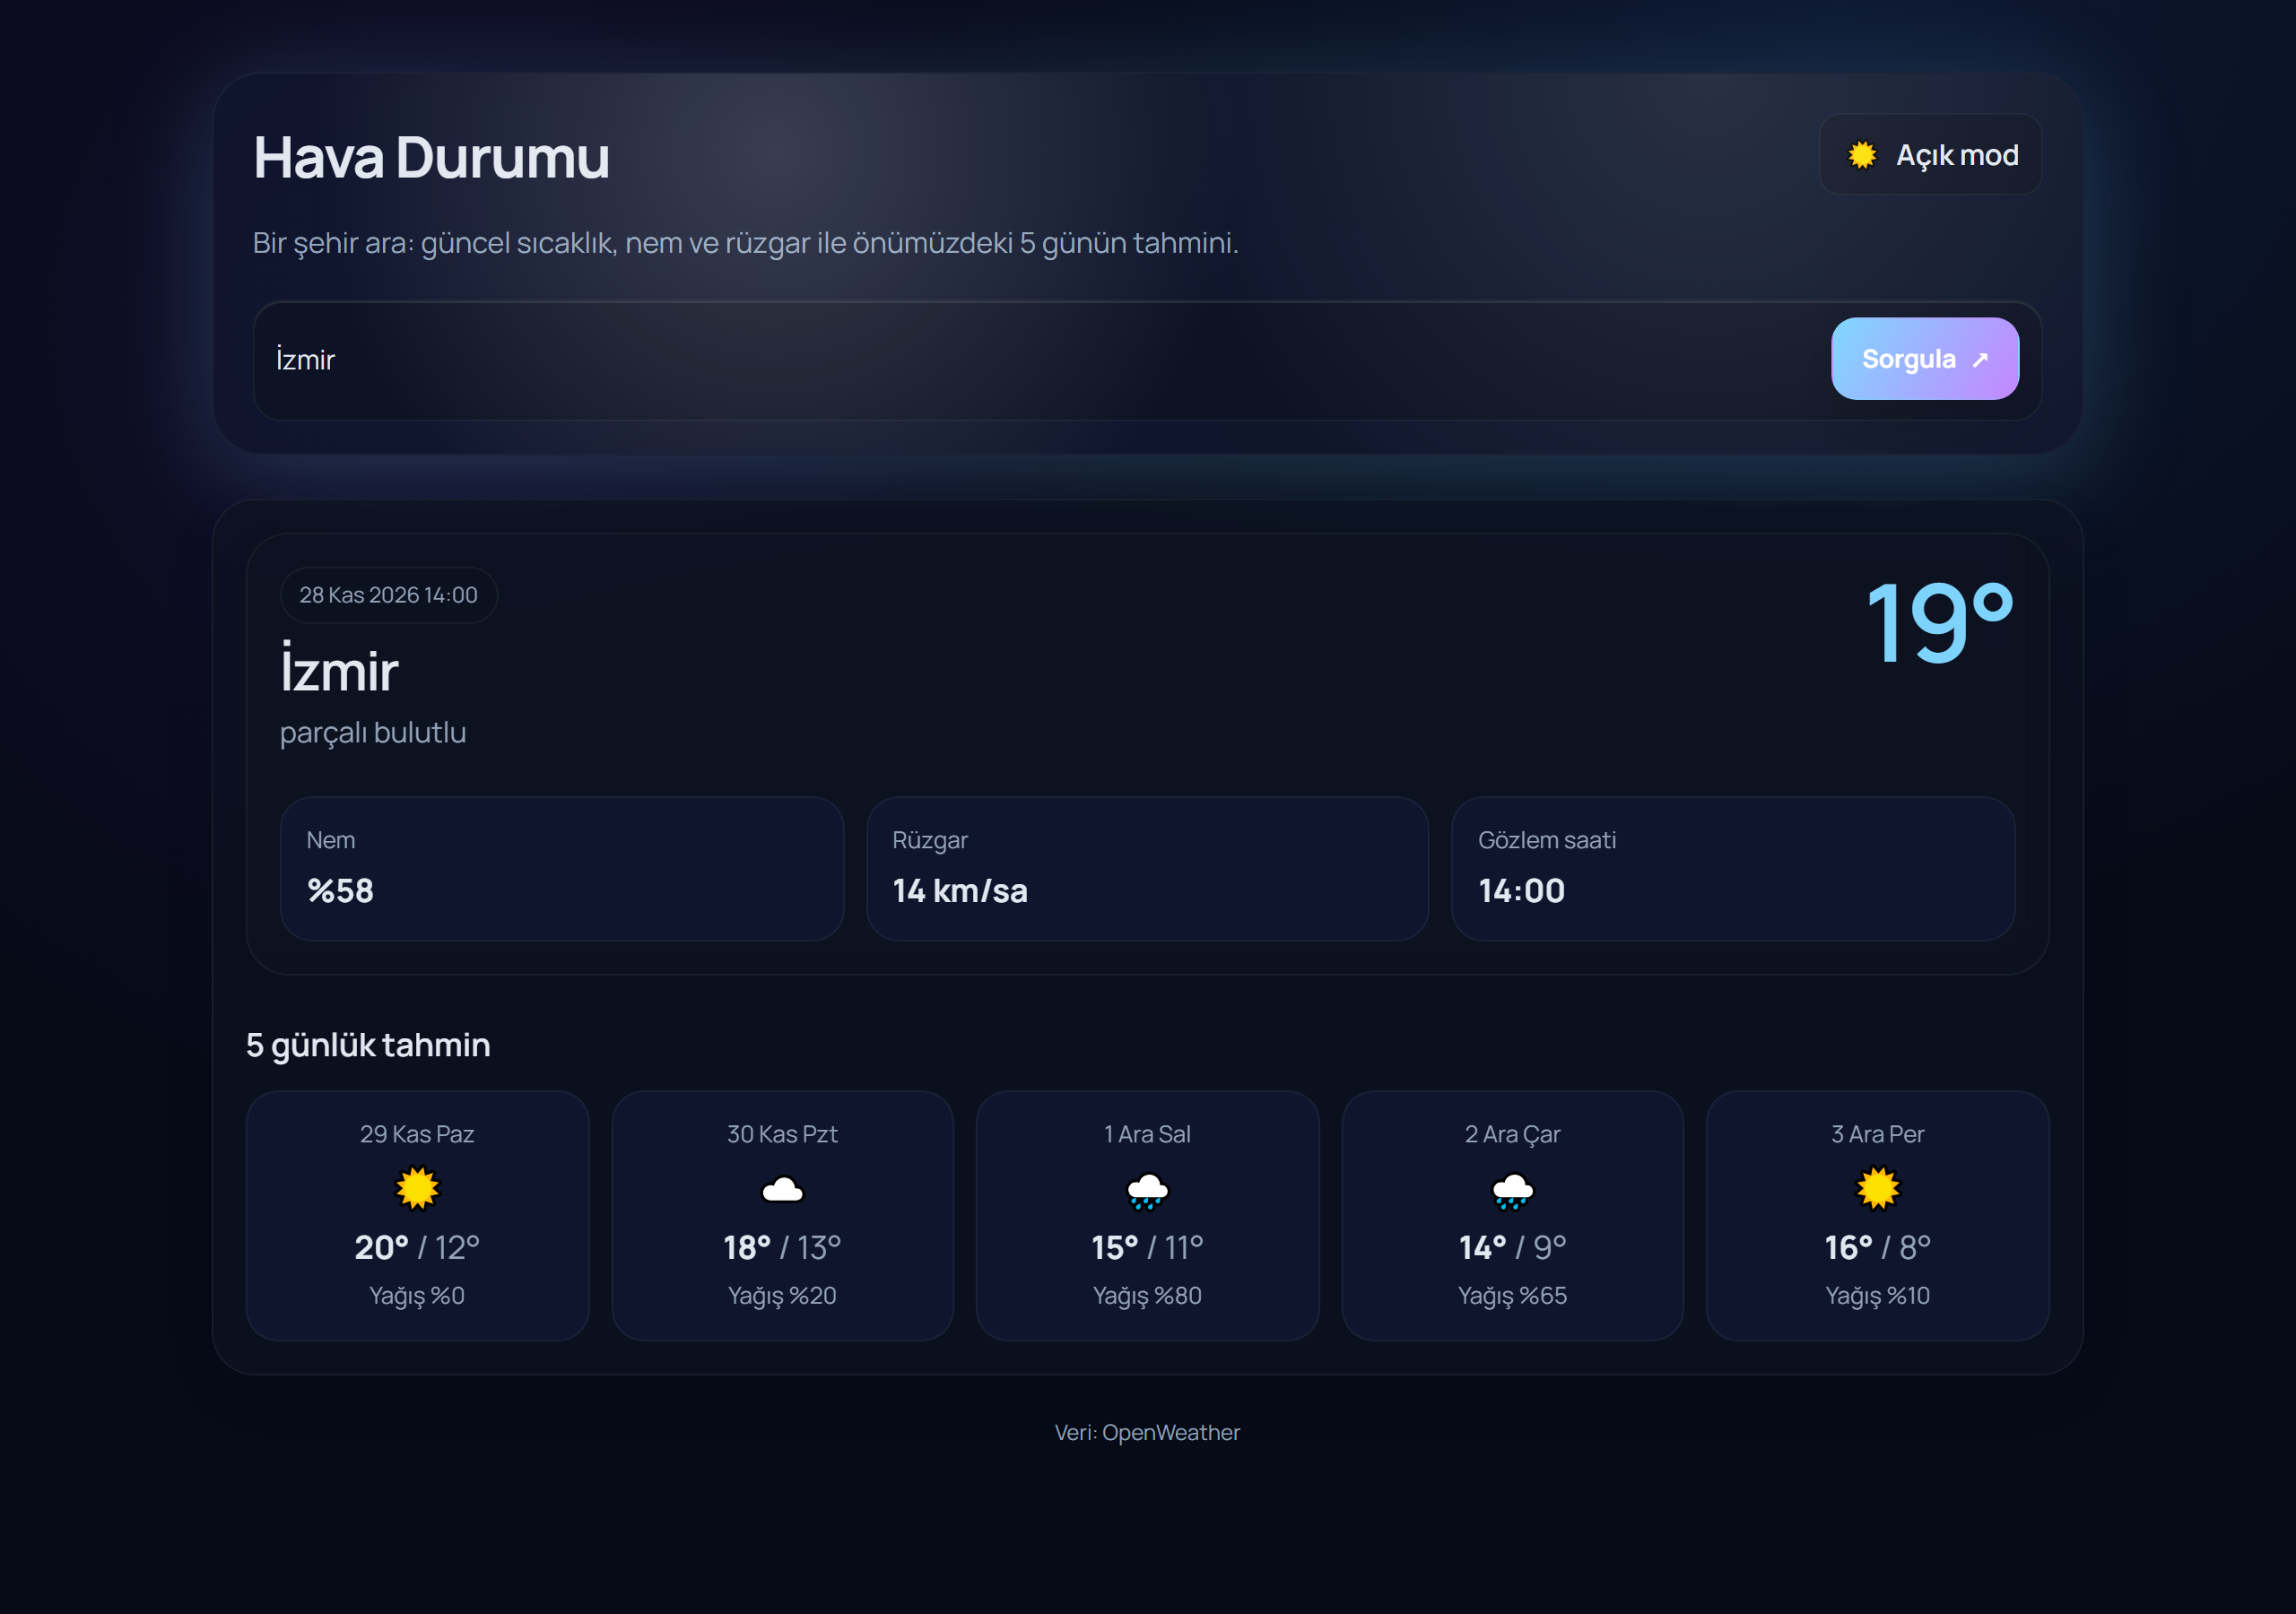 Hava Durumu
Açık mod
Bir şehir ara: güncel sıcaklık, nem ve rüzgar ile önümüzdeki 5 günün tahmini.
İzmir
Sorgula ↗
28 Kas 2026 14:00
19°
İzmir
parçalı bulutlu
Nem
%58
Rüzgar
14 km/sa
Gözlem saati
14:00
5 günlük tahmin
29 Kas Paz
20° / 12°
Yağış %0
30 Kas Pzt
18° / 13°
Yağış %20
1 Ara Sal
15° / 11°
Yağış %80
2 Ara Çar
14° / 9°
Yağış %65
3 Ara Per
16° / 8°
Yağış %10
Veri: OpenWeather